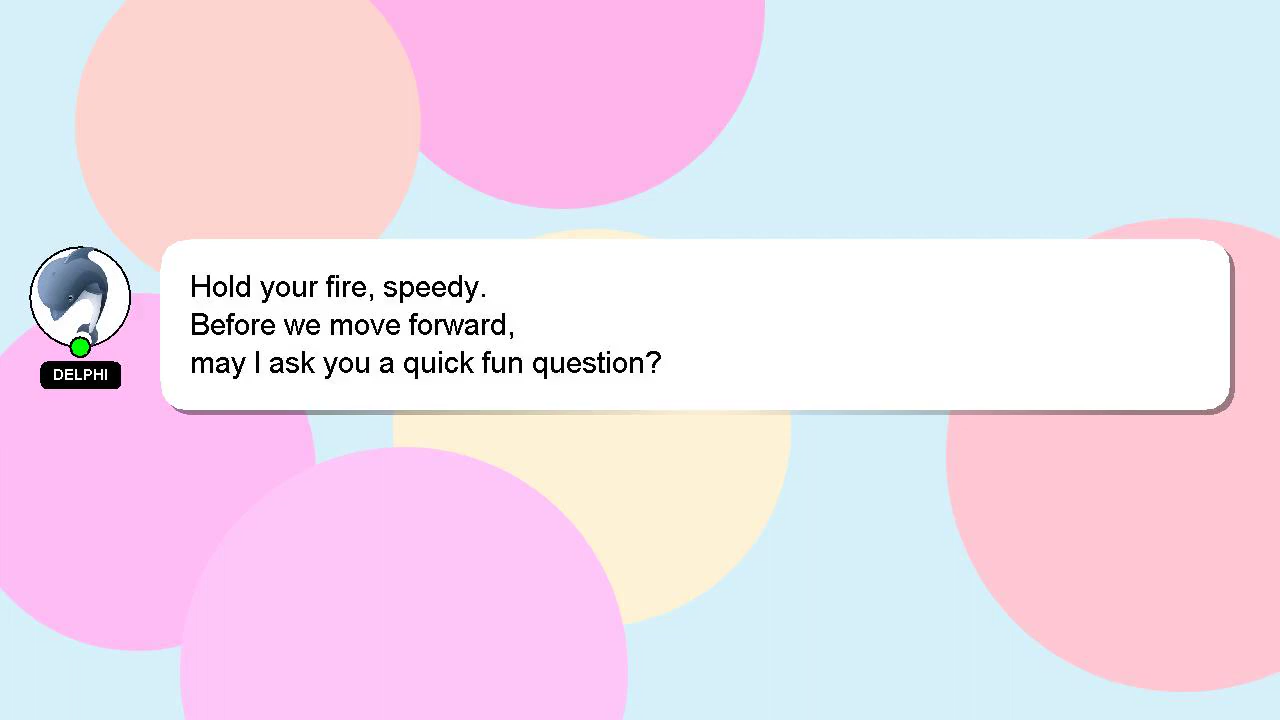 Hold your fire, speedy.
Before we move forward,
may I ask you a quick fun question?
DELPHI